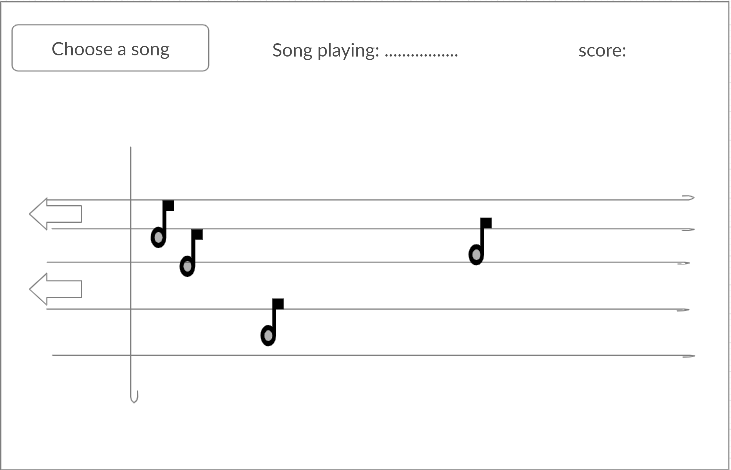 Choose a song
Song playing: .................
score: